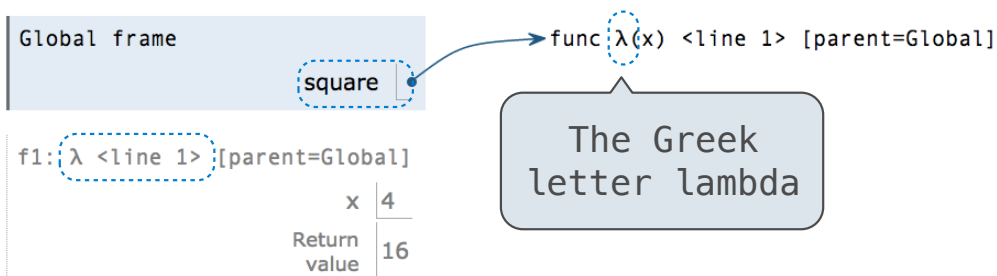 Global frame
square
func λ(x) <line 1> [parent=Global]
The Greek
letter lambda
f1: λ <line 1> [parent=Global]
x 4
Return
value 16